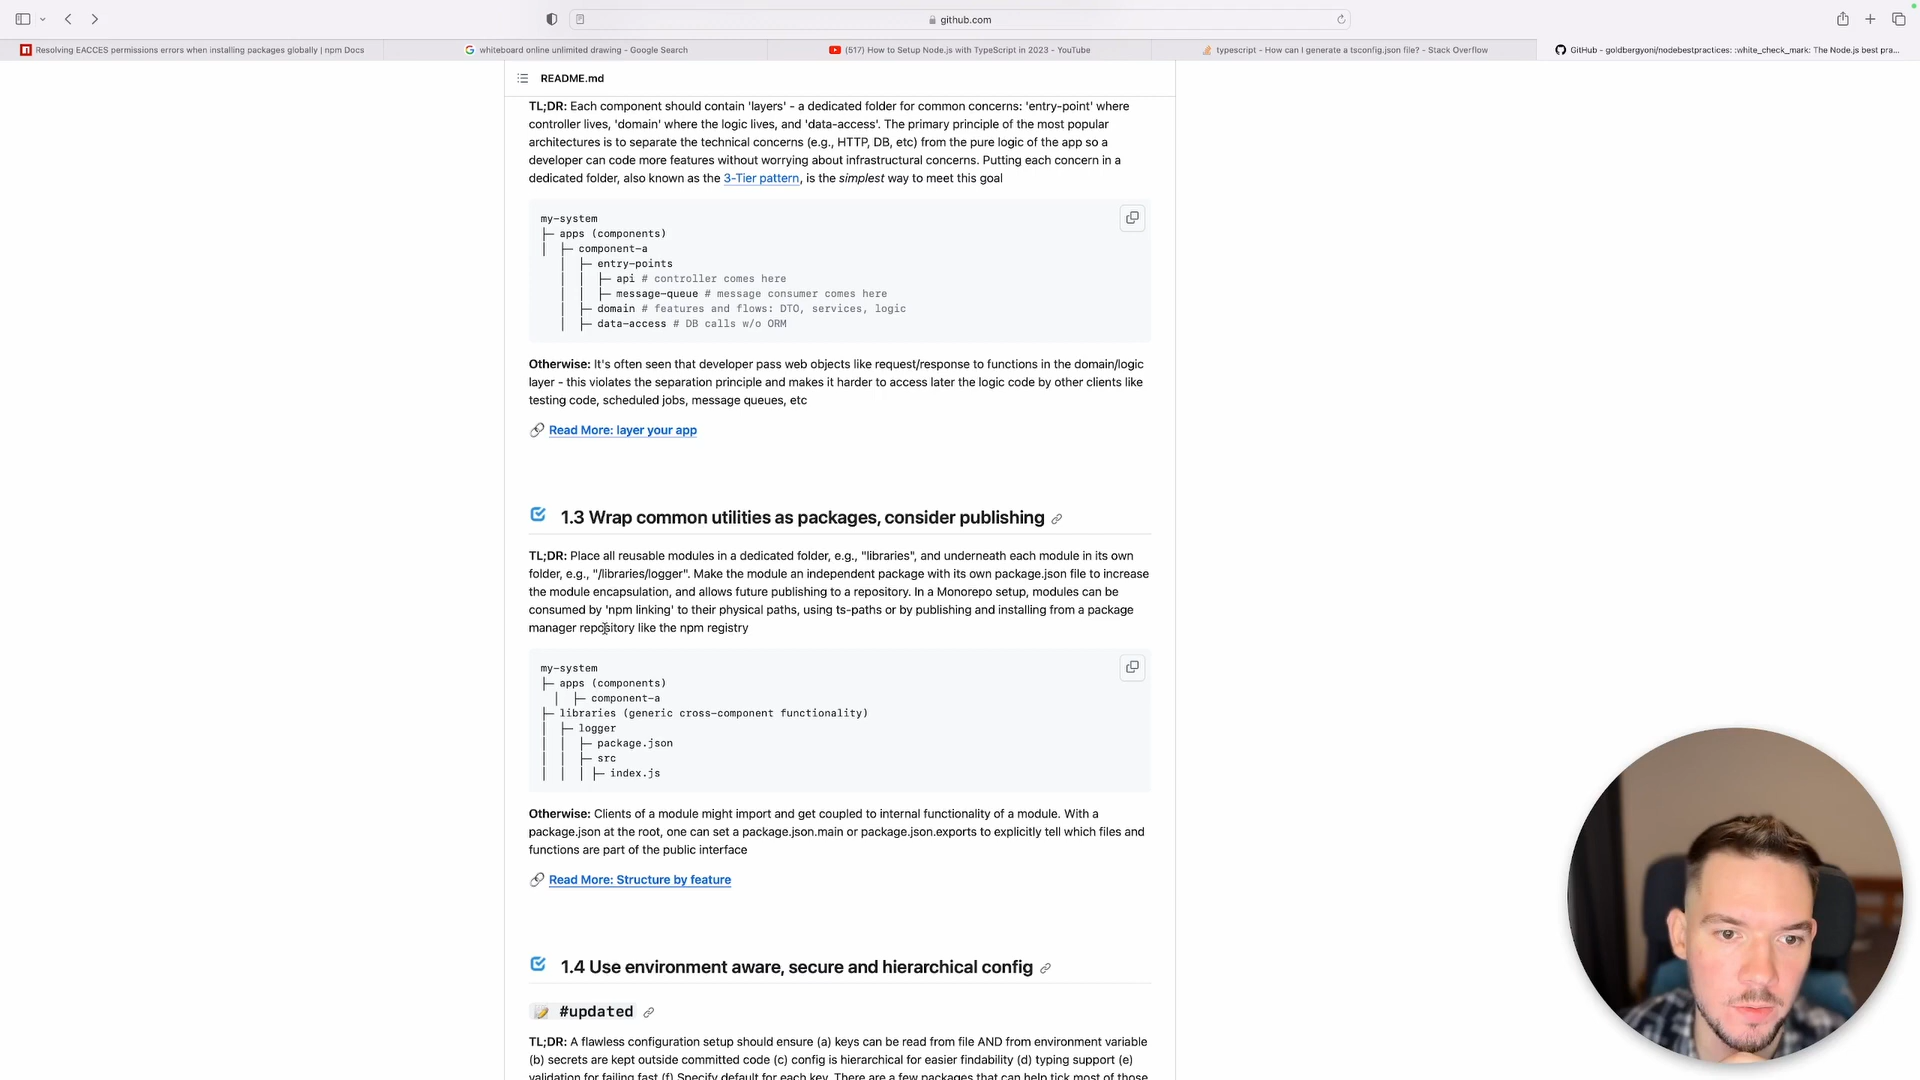 github.com
Resolving EACCES permissions errors when installing packages globally | npm Docs
whiteboard online unlimited drawing - Google Search
(517) How to Setup Node.js with TypeScript in 2023 - YouTube
typescript - How can I generate a tsconfig.json file? - Stack Overflow
GitHub - goldbergyoni/nodebestpractices: :white_check_mark: The Node.js best pra...
README.md
TL;DR: Each component should contain 'layers' - a dedicated folder for common concerns: 'entry-point' where
controller lives, 'domain' where the logic lives, and 'data-access'. The primary principle of the most popular
architectures is to separate the technical concerns (e.g., HTTP, DB, etc) from the pure logic of the app so a
developer can code more features without worrying about infrastructural concerns. Putting each concern in a
dedicated folder, also known as the 3-Tier pattern, is the simplest way to meet this goal
my-system
├─ apps (components)
│  ├─ component-a
│  ├─ entry-points
│  │  ├─ api # controller comes here
│  │  ├─ message-queue # message consumer comes here
│  ├─ domain # features and flows: DTO, services, logic
│  ├─ data-access # DB calls w/o ORM
Otherwise: It's often seen that developer pass web objects like request/response to functions in the domain/logic
layer - this violates the separation principle and makes it harder to access later the logic code by other clients like
testing code, scheduled jobs, message queues, etc
Read More: layer your app
1.3 Wrap common utilities as packages, consider publishing
TL;DR: Place all reusable modules in a dedicated folder, e.g., "libraries", and underneath each module in its own
folder, e.g., "/libraries/logger". Make the module an independent package with its own package.json file to increase
the module encapsulation, and allows future publishing to a repository. In a Monorepo setup, modules can be
consumed by 'npm linking' to their physical paths, using ts-paths or by publishing and installing from a package
manager repository like the npm registry
my-system
├─ apps (components)
│ ├─ component-a
├─ libraries (generic cross-component functionality)
│  ├─ logger
│  │  ├─ package.json
│  │  ├─ src
│  │  │ ├─ index.js
Otherwise: Clients of a module might import and get coupled to internal functionality of a module. With a
package.json at the root, one can set a package.json.main or package.json.exports to explicitly tell which files and
functions are part of the public interface
Read More: Structure by feature
1.4 Use environment aware, secure and hierarchical config
#updated
TL;DR: A flawless configuration setup should ensure (a) keys can be read from file AND from environment variable
(b) secrets are kept outside committed code (c) config is hierarchical for easier findability (d) typing support (e)
validation for failing fast (f) Specify default for each key. There are a few packages that can help tick most of those